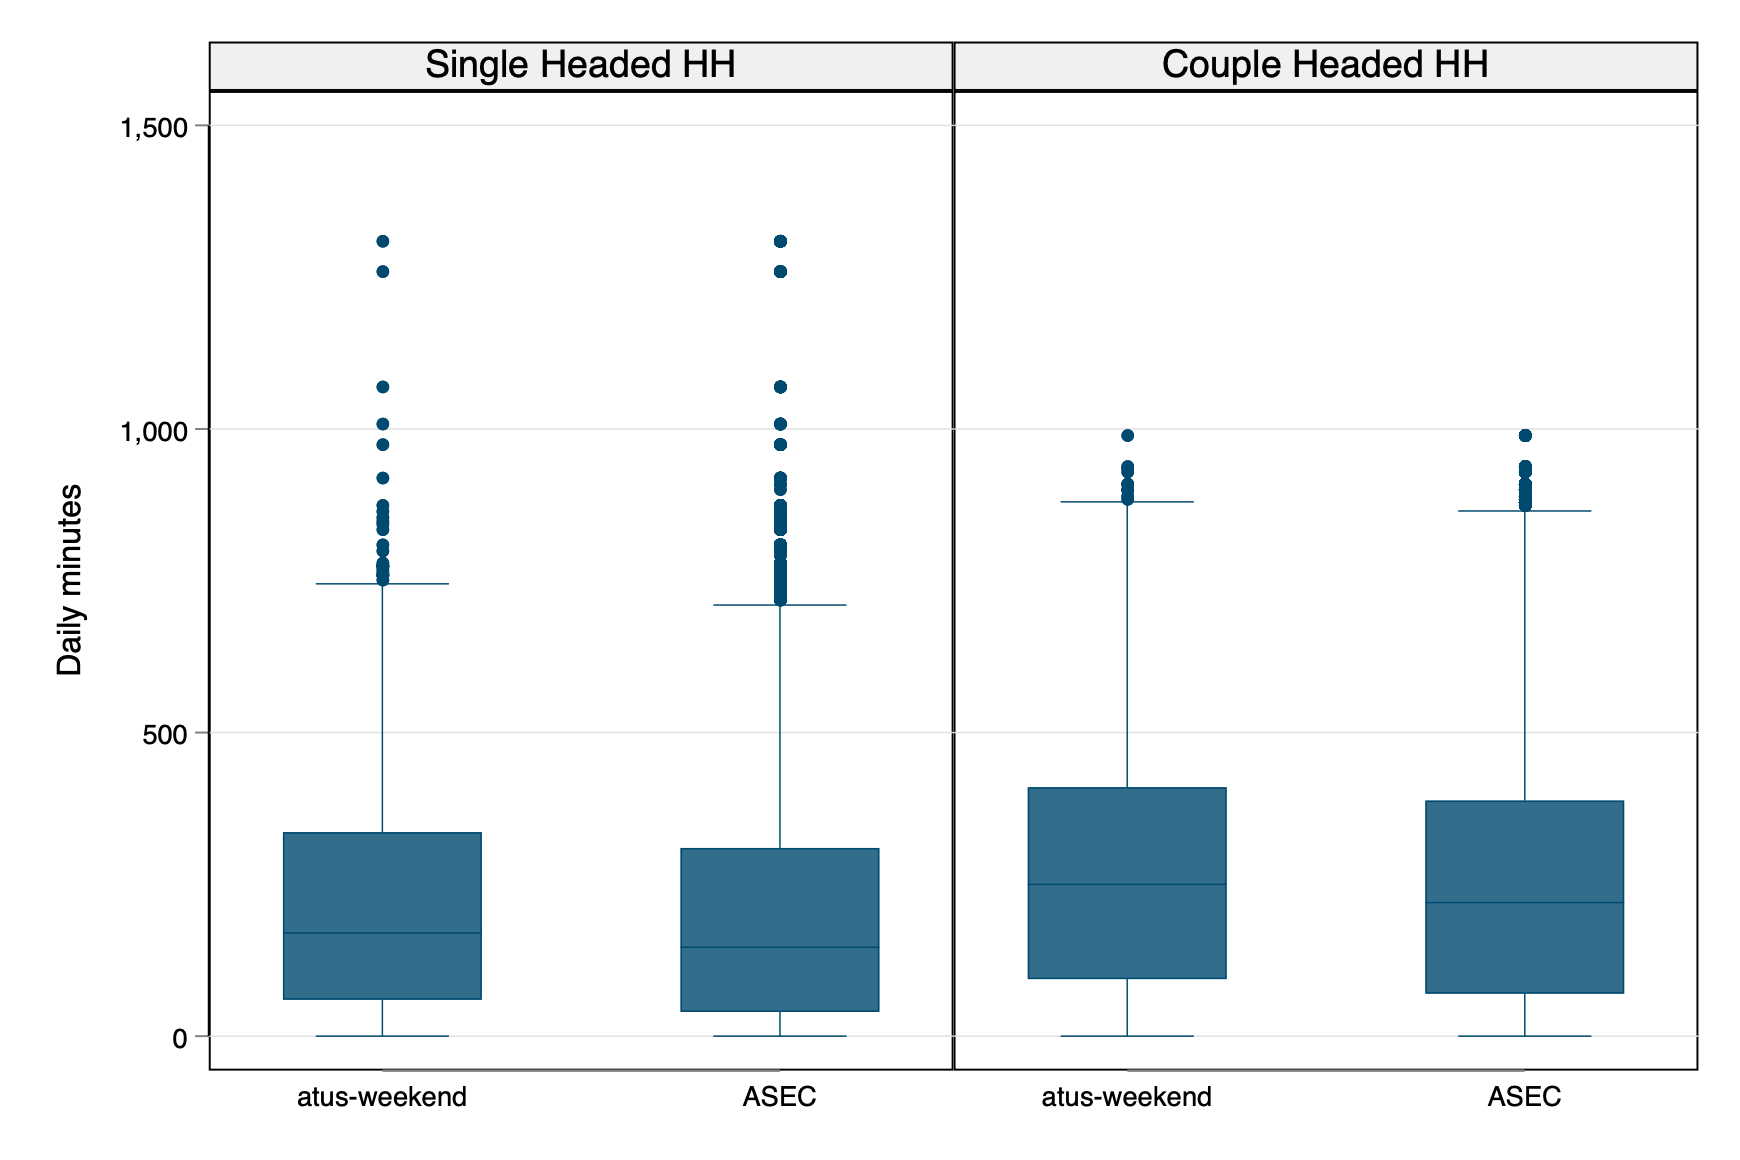 Single Headed HH
Couple Headed HH
1,500
1,000
500
0
Daily minutes
atus-weekend
ASEC
atus-weekend
ASEC